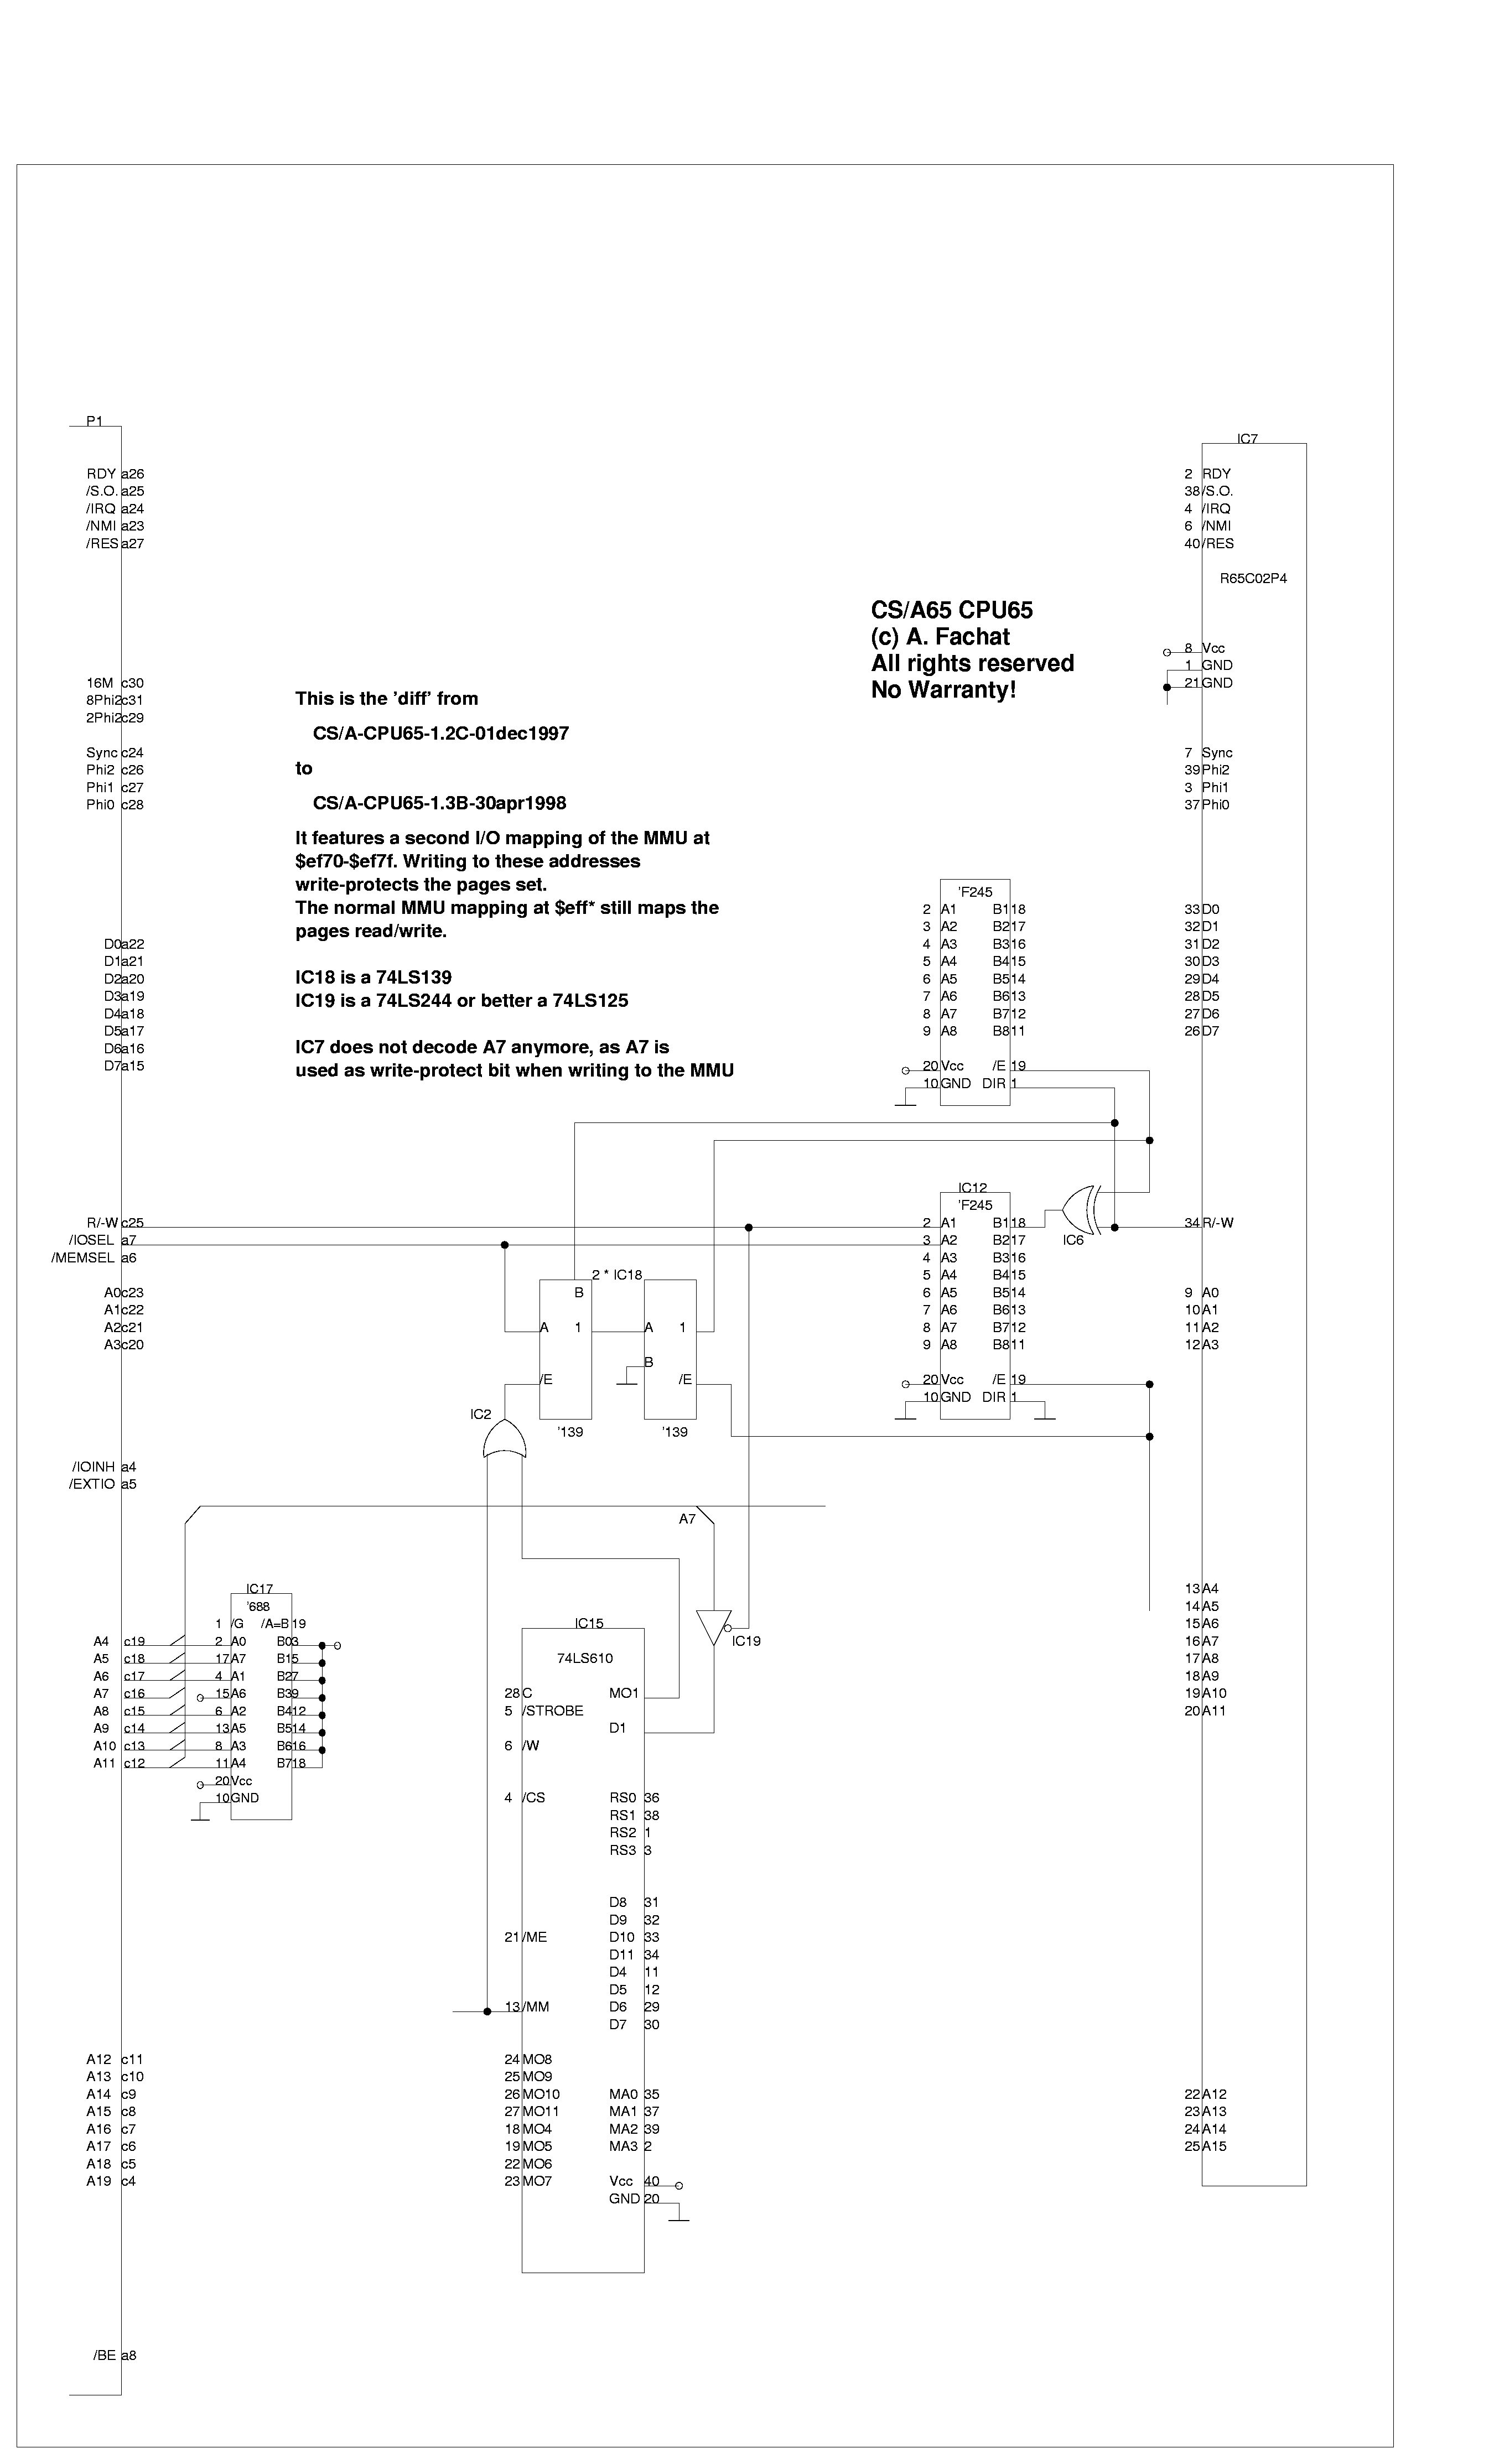 P1
RDY a26
/S.O. a25
/IRQ a24
/NMI a23
/RES a27
16M c30
8Phi2 c31
2Phi2 c29
Sync c24
Phi2 c26
Phi1 c27
Phi0 c28
D0 a22
D1 a21
D2 a20
D3 a19
D4 a18
D5 a17
D6 a16
D7 a15
R/-W c25
/IOSEL a7
/MEMSEL a6
A0 c23
A1 c22
A2 c21
A3 c20
/IOINH a4
/EXTIO a5
A4 c19
A5 c18
A6 c17
A7 c16
A8 c15
A9 c14
A10 c13
A11 c12
A12 c11
A13 c10
A14 c9
A15 c8
A16 c7
A17 c6
A18 c5
A19 c4
/BE a8
This is the 'diff' from
CS/A-CPU65-1.2C-01dec1997
to
CS/A-CPU65-1.3B-30apr1998
It features a second I/O mapping of the MMU at
$ef70-$ef7f. Writing to these addresses
write-protects the pages set.
The normal MMU mapping at $eff* still maps the
pages read/write.
IC18 is a 74LS139
IC19 is a 74LS244 or better a 74LS125
IC7 does not decode A7 anymore, as A7 is
used as write-protect bit when writing to the MMU
CS/A65 CPU65
(c) A. Fachat
All rights reserved
No Warranty!
'F245
2 A1 B1 18
3 A2 B2 17
4 A3 B3 16
5 A4 B4 15
6 A5 B5 14
7 A6 B6 13
8 A7 B7 12
9 A8 B8 11
20 Vcc /E 19
10 GND DIR 1
IC12
'F245
2 A1 B1 18
3 A2 B2 17
4 A3 B3 16
5 A4 B4 15
6 A5 B5 14
7 A6 B6 13
8 A7 B7 12
9 A8 B8 11
20 Vcc /E 19
10 GND DIR 1
IC6
2 * IC18
B
A 1 A 1
B
/E /E
'139 '139
IC2
A7
IC19
IC17
'688
1 /G /A=B 19
2 A0 B0 3
17 A7 B1 5
4 A1 B2 7
15 A6 B3 9
6 A2 B4 12
13 A5 B5 14
8 A3 B6 16
11 A4 B7 18
20 Vcc
10 GND
IC15
74LS610
28 C MO1
5 /STROBE
D1
6 /W
4 /CS RS0 36
RS1 38
RS2 1
RS3 3
D8 31
D9 32
21 /ME D10 33
D11 34
D4 11
D5 12
13 /MM D6 29
D7 30
24 MO8
25 MO9
26 MO10 MA0 35
27 MO11 MA1 37
18 MO4 MA2 39
19 MO5 MA3 2
22 MO6
23 MO7 Vcc 40
GND 20
IC7
2 RDY
38 /S.O.
4 /IRQ
6 /NMI
40 /RES
R65C02P4
8 Vcc
1 GND
21 GND
7 Sync
39 Phi2
3 Phi1
37 Phi0
33 D0
32 D1
31 D2
30 D3
29 D4
28 D5
27 D6
26 D7
34 R/-W
9 A0
10 A1
11 A2
12 A3
13 A4
14 A5
15 A6
16 A7
17 A8
18 A9
19 A10
20 A11
22 A12
23 A13
24 A14
25 A15